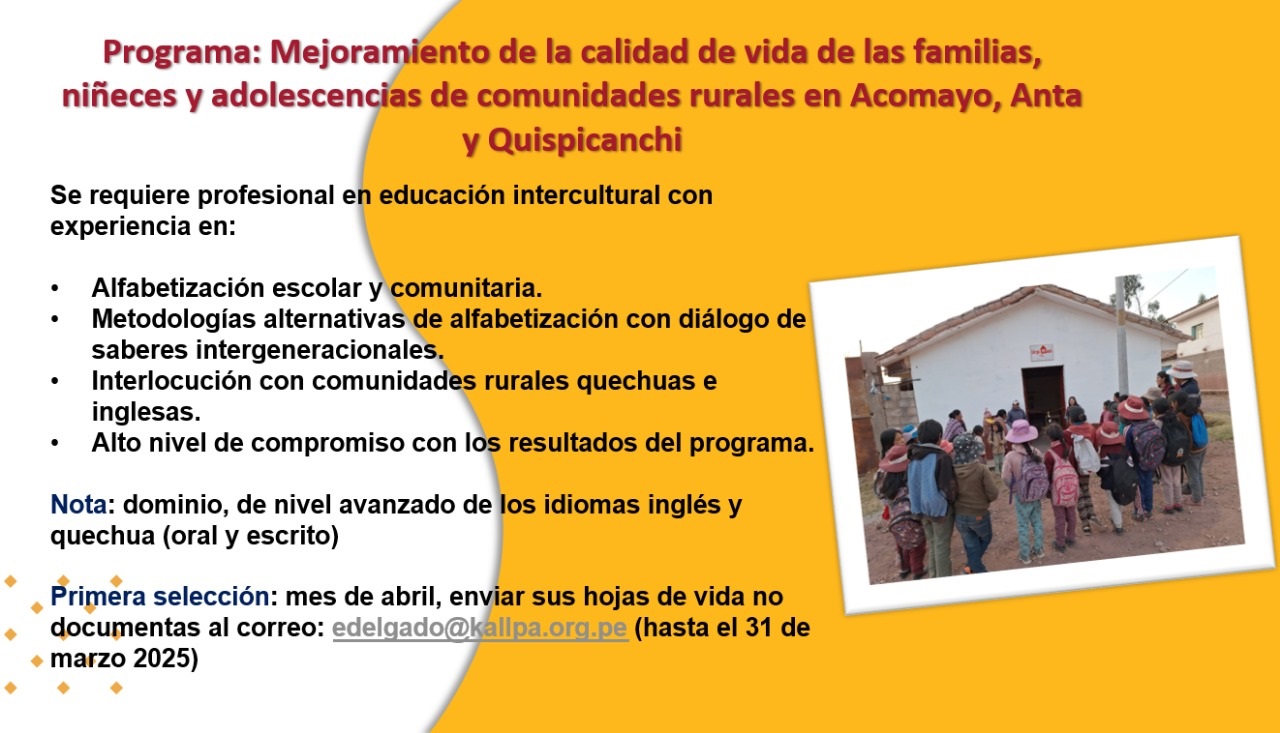 Programa: Mejoramiento de la calidad de vida de las familias,
niñeces y adolescencias de comunidades rurales en Acomayo, Anta
y Quispicanchi
Se requiere profesional en educación intercultural con
experiencia en:
• Alfabetización escolar y comunitaria.
• Metodologías alternativas de alfabetización con diálogo de
saberes intergeneracionales.
• Interlocución con comunidades rurales quechuas e
inglesas.
• Alto nivel de compromiso con los resultados del programa.
Nota: dominio, de nivel avanzado de los idiomas inglés y
quechua (oral y escrito)
Primera selección: mes de abril, enviar sus hojas de vida no
documentas al correo: edelgado@kallpa.org.pe (hasta el 31 de
marzo 2025)